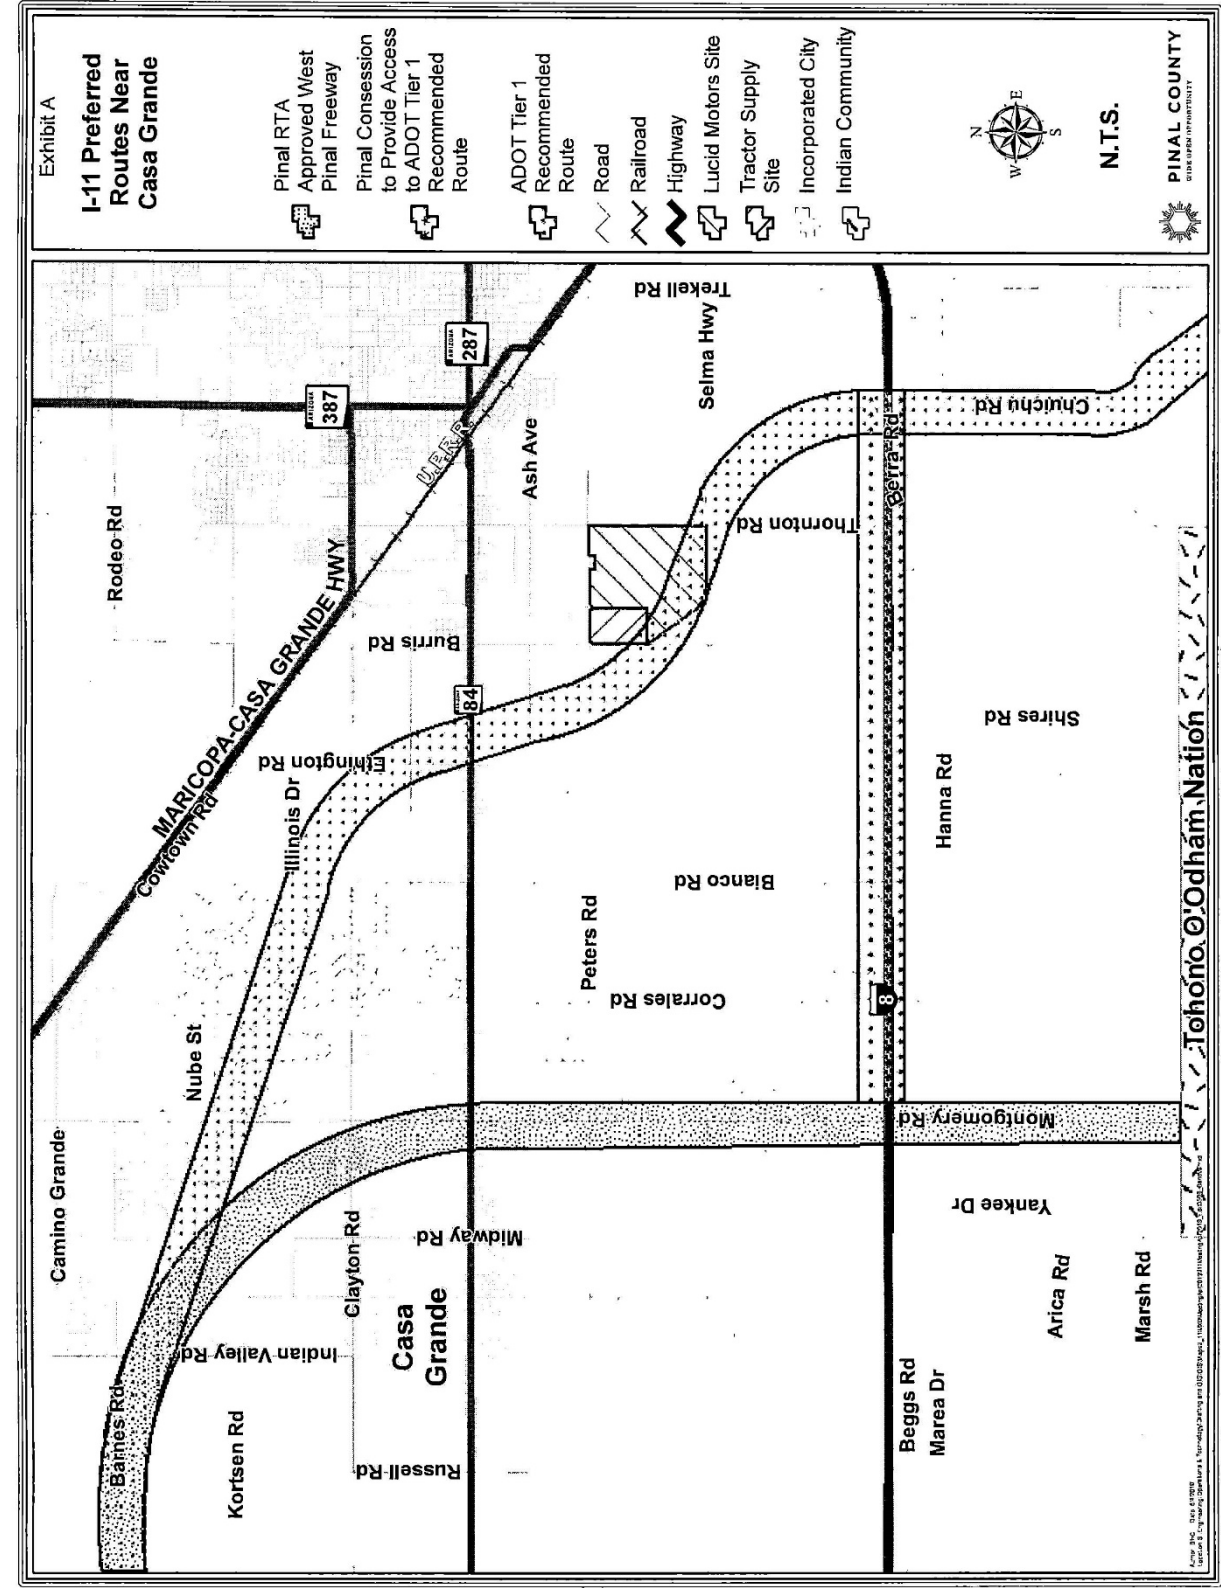 Exhibit A
I-11 Preferred
Routes Near
Casa Grande
Pinal RTA
Approved West
Pinal Freeway
Pinal Consession
to Provide Access
to ADOT Tier 1
Recommended
Route
ADOT Tier 1
Recommended
Route
Road
Railroad
Highway
Lucid Motors Site
Tractor Supply
Site
Incorporated City
Indian Community
N
W
E
S
N.T.S.
PINAL COUNTY
WIDE OPEN OPPORTUNITY
Camino Grande
Rodeo Rd
MARICOPA-CASA GRANDE HWY
Cowtown Rd
ARIZONA
387
ARIZONA
287
U.P.R.R.
Barnes Rd
Nube St
Illinois Dr
Ethington Rd
Burris Rd
84
Ash Ave
Trekell Rd
Selma Hwy
Kortsen Rd
Indian Valley Rd
Clayton Rd
Midway Rd
Casa
Grande
Russell Rd
Peters Rd
Corrales Rd
Bianco Rd
Thornton Rd
8
Berra Rd
Chuichu Rd
Montgomery Rd
Hanna Rd
Shires Rd
Beggs Rd
Marea Dr
Yankee Dr
Arica Rd
Marsh Rd
Tohono O'Odham Nation